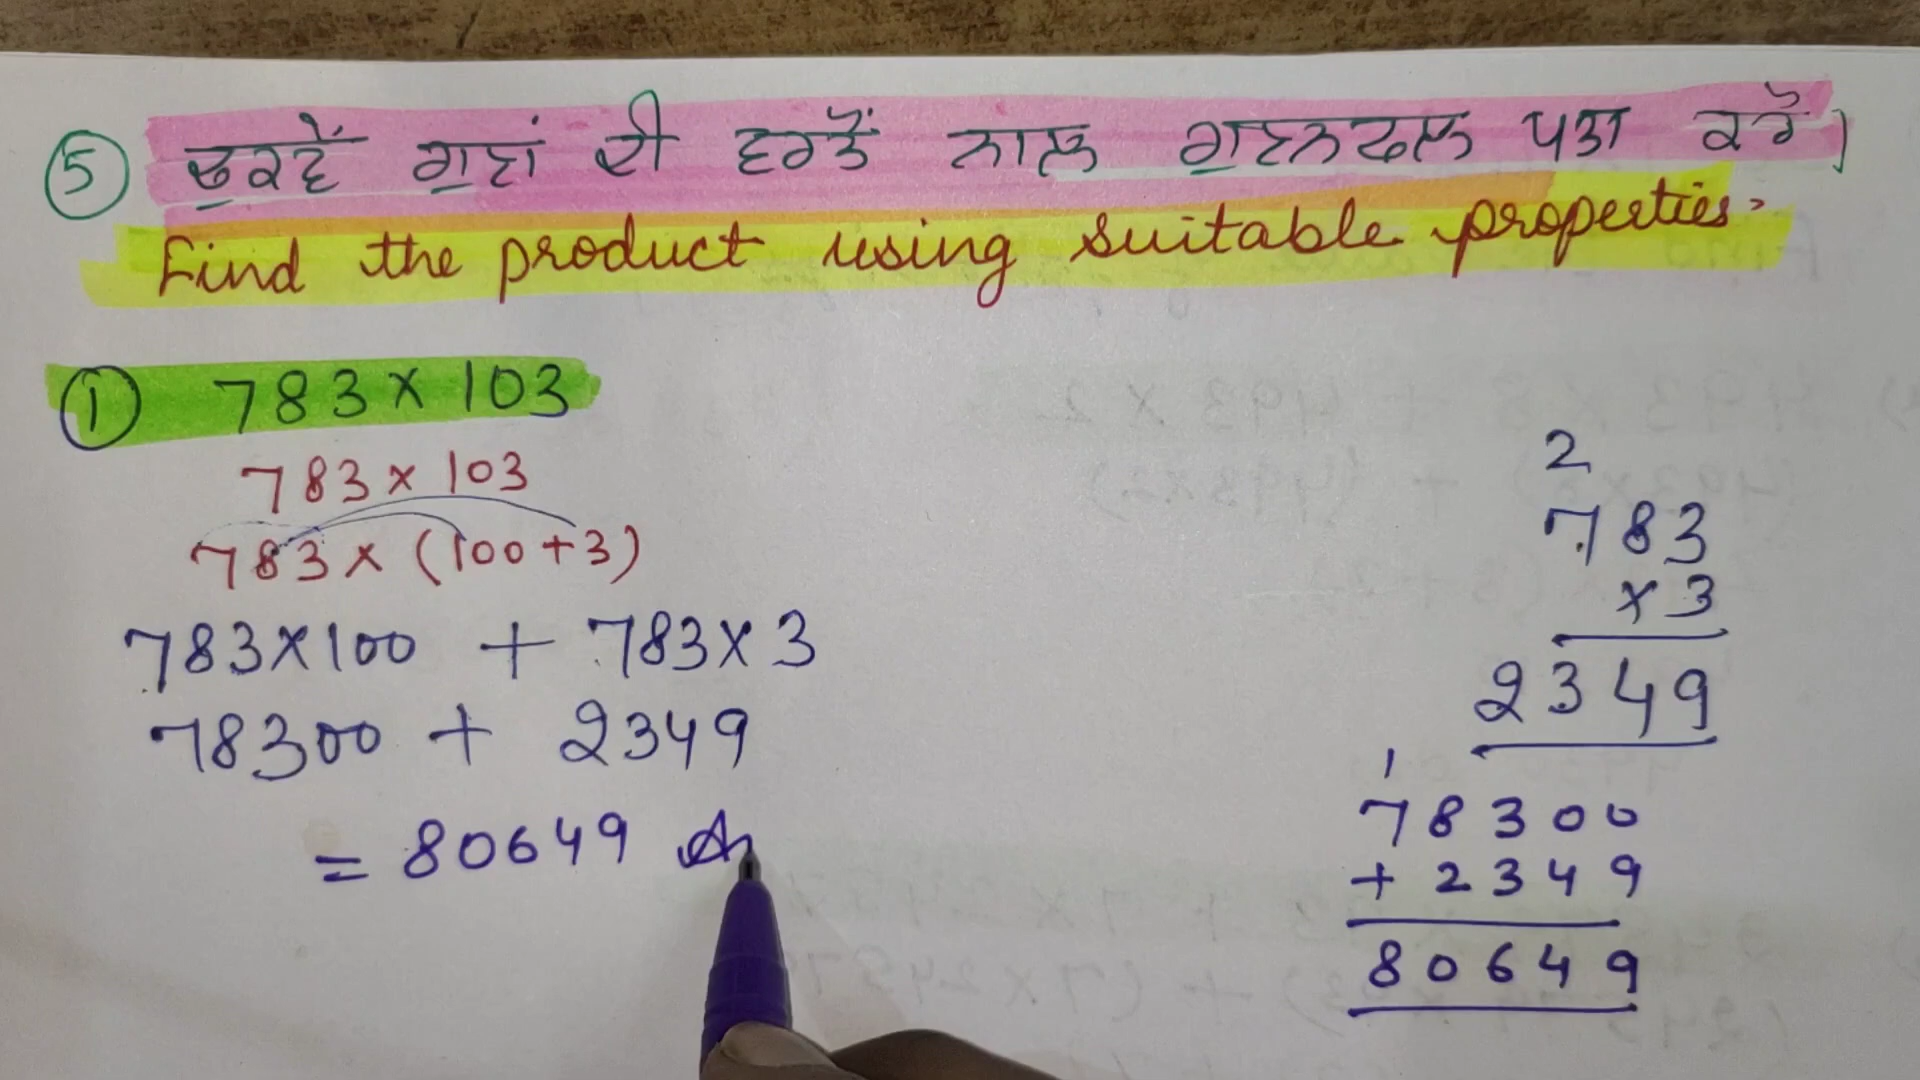 ⑤ ਢੁਕਵੇਂ ਗੁਣਾਂ ਦੀ ਵਰਤੋਂ ਨਾਲ ਗੁਣਨਫਲ ਪਤਾ ਕਰੋ।
Find the product using suitable properties.
① 783 × 103
783 × 103
783 × (100 + 3)
783 × 100 + 783 × 3
78300 + 2349
= 80649 An
2
783
× 3
2349
1
78300
+ 2349
80649